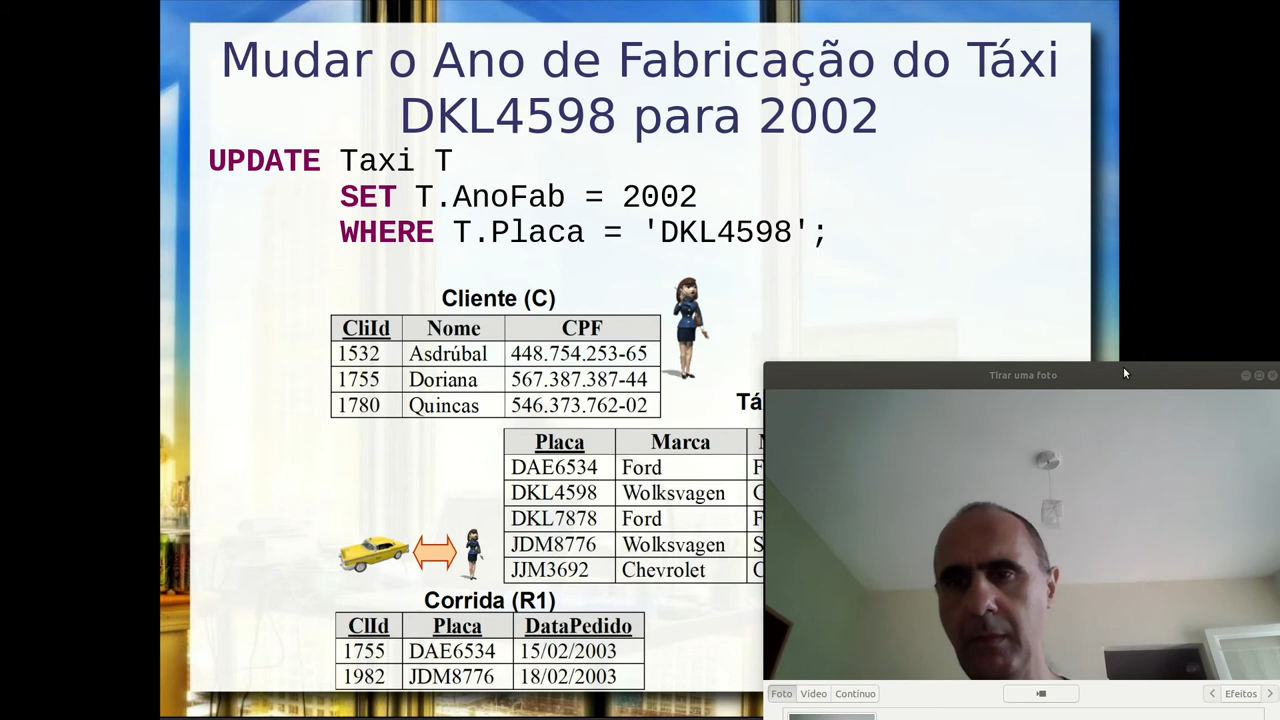 Mudar o Ano de Fabricação do Táxi
DKL4598 para 2002
UPDATE Taxi T
SET T.AnoFab = 2002
WHERE T.Placa = 'DKL4598';
Cliente (C)
CliId Nome CPF
1532 Asdrúbal 448.754.253-65
1755 Doriana 567.387.387-44
1780 Quincas 546.373.762-02
Tá
Placa Marca
DAE6534 Ford F
DKL4598 Wolksvagen
DKL7878 Ford F
JDM8776 Wolksvagen S
JJM3692 Chevrolet
Corrida (R1)
ClId Placa DataPedido
1755 DAE6534 15/02/2003
1982 JDM8776 18/02/2003
Tirar uma foto
Foto Vídeo Contínuo Efeitos